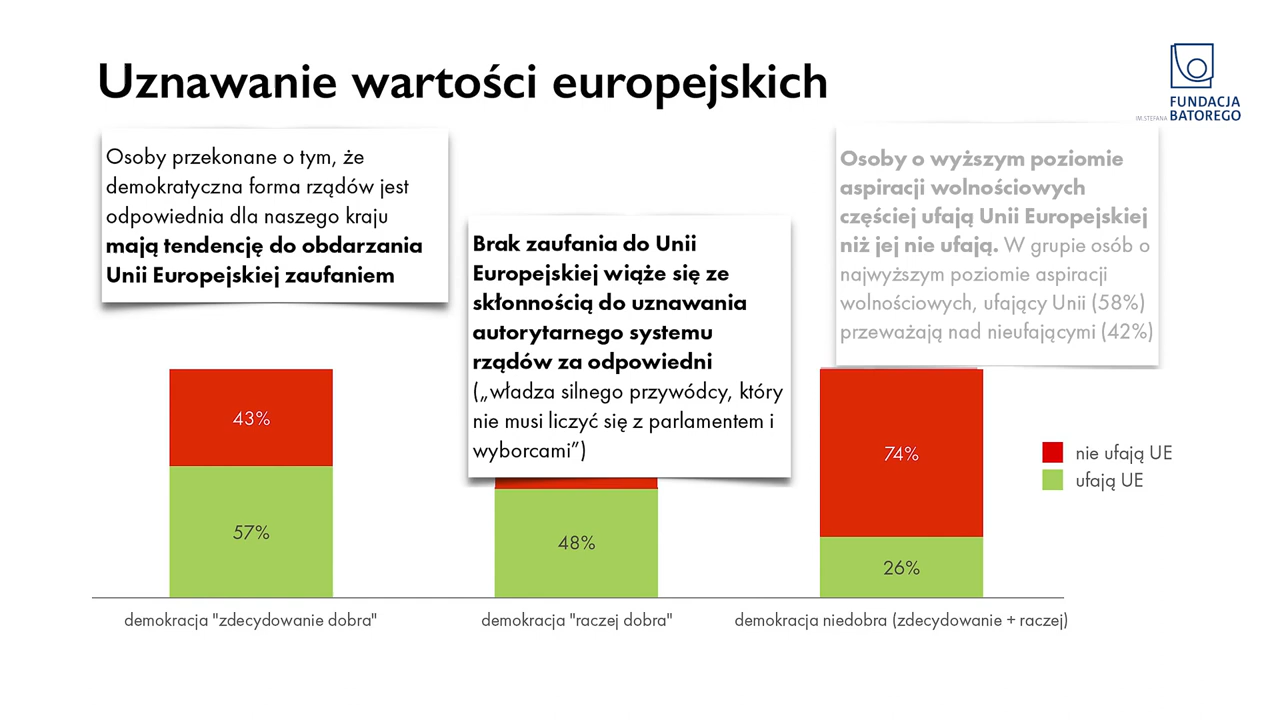 Uznawanie wartości europejskich
IM. STEFANA
FUNDACJA
BATOREGO
Osoby przekonane o tym, że
demokratyczna forma rządów jest
odpowiednia dla naszego kraju
mają tendencję do obdarzania
Unii Europejskiej zaufaniem
Brak zaufania do Unii
Europejskiej wiąże się ze
skłonnością do uznawania
autorytarnego systemu
rządów za odpowiedni
(„władza silnego przywódcy, który
nie musi liczyć się z parlamentem i
wyborcami”)
Osoby o wyższym poziomie
aspiracji wolnościowych
częściej ufają Unii Europejskiej
niż jej nie ufają. W grupie osób o
najwyższym poziomie aspiracji
wolnościowych, ufający Unii (58%)
przeważają nad nieufającymi (42%)
43%
57%
48%
74%
26%
nie ufają UE
ufają UE
demokracja "zdecydowanie dobra"
demokracja "raczej dobra"
demokracja niedobra (zdecydowanie + raczej)